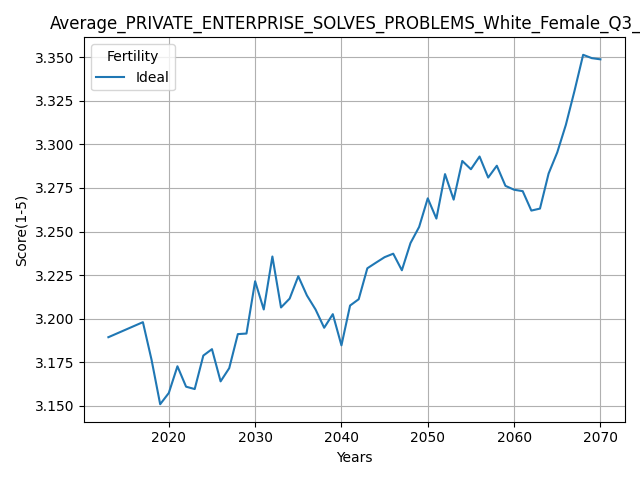 Average_PRIVATE_ENTERPRISE_SOLVES_PROBLEMS_White_Female_Q3_
Fertility
Ideal
3.350
3.325
3.300
3.275
3.250
3.225
3.200
3.175
3.150
Score(1-5)
2020 2030 2040 2050 2060 2070
Years